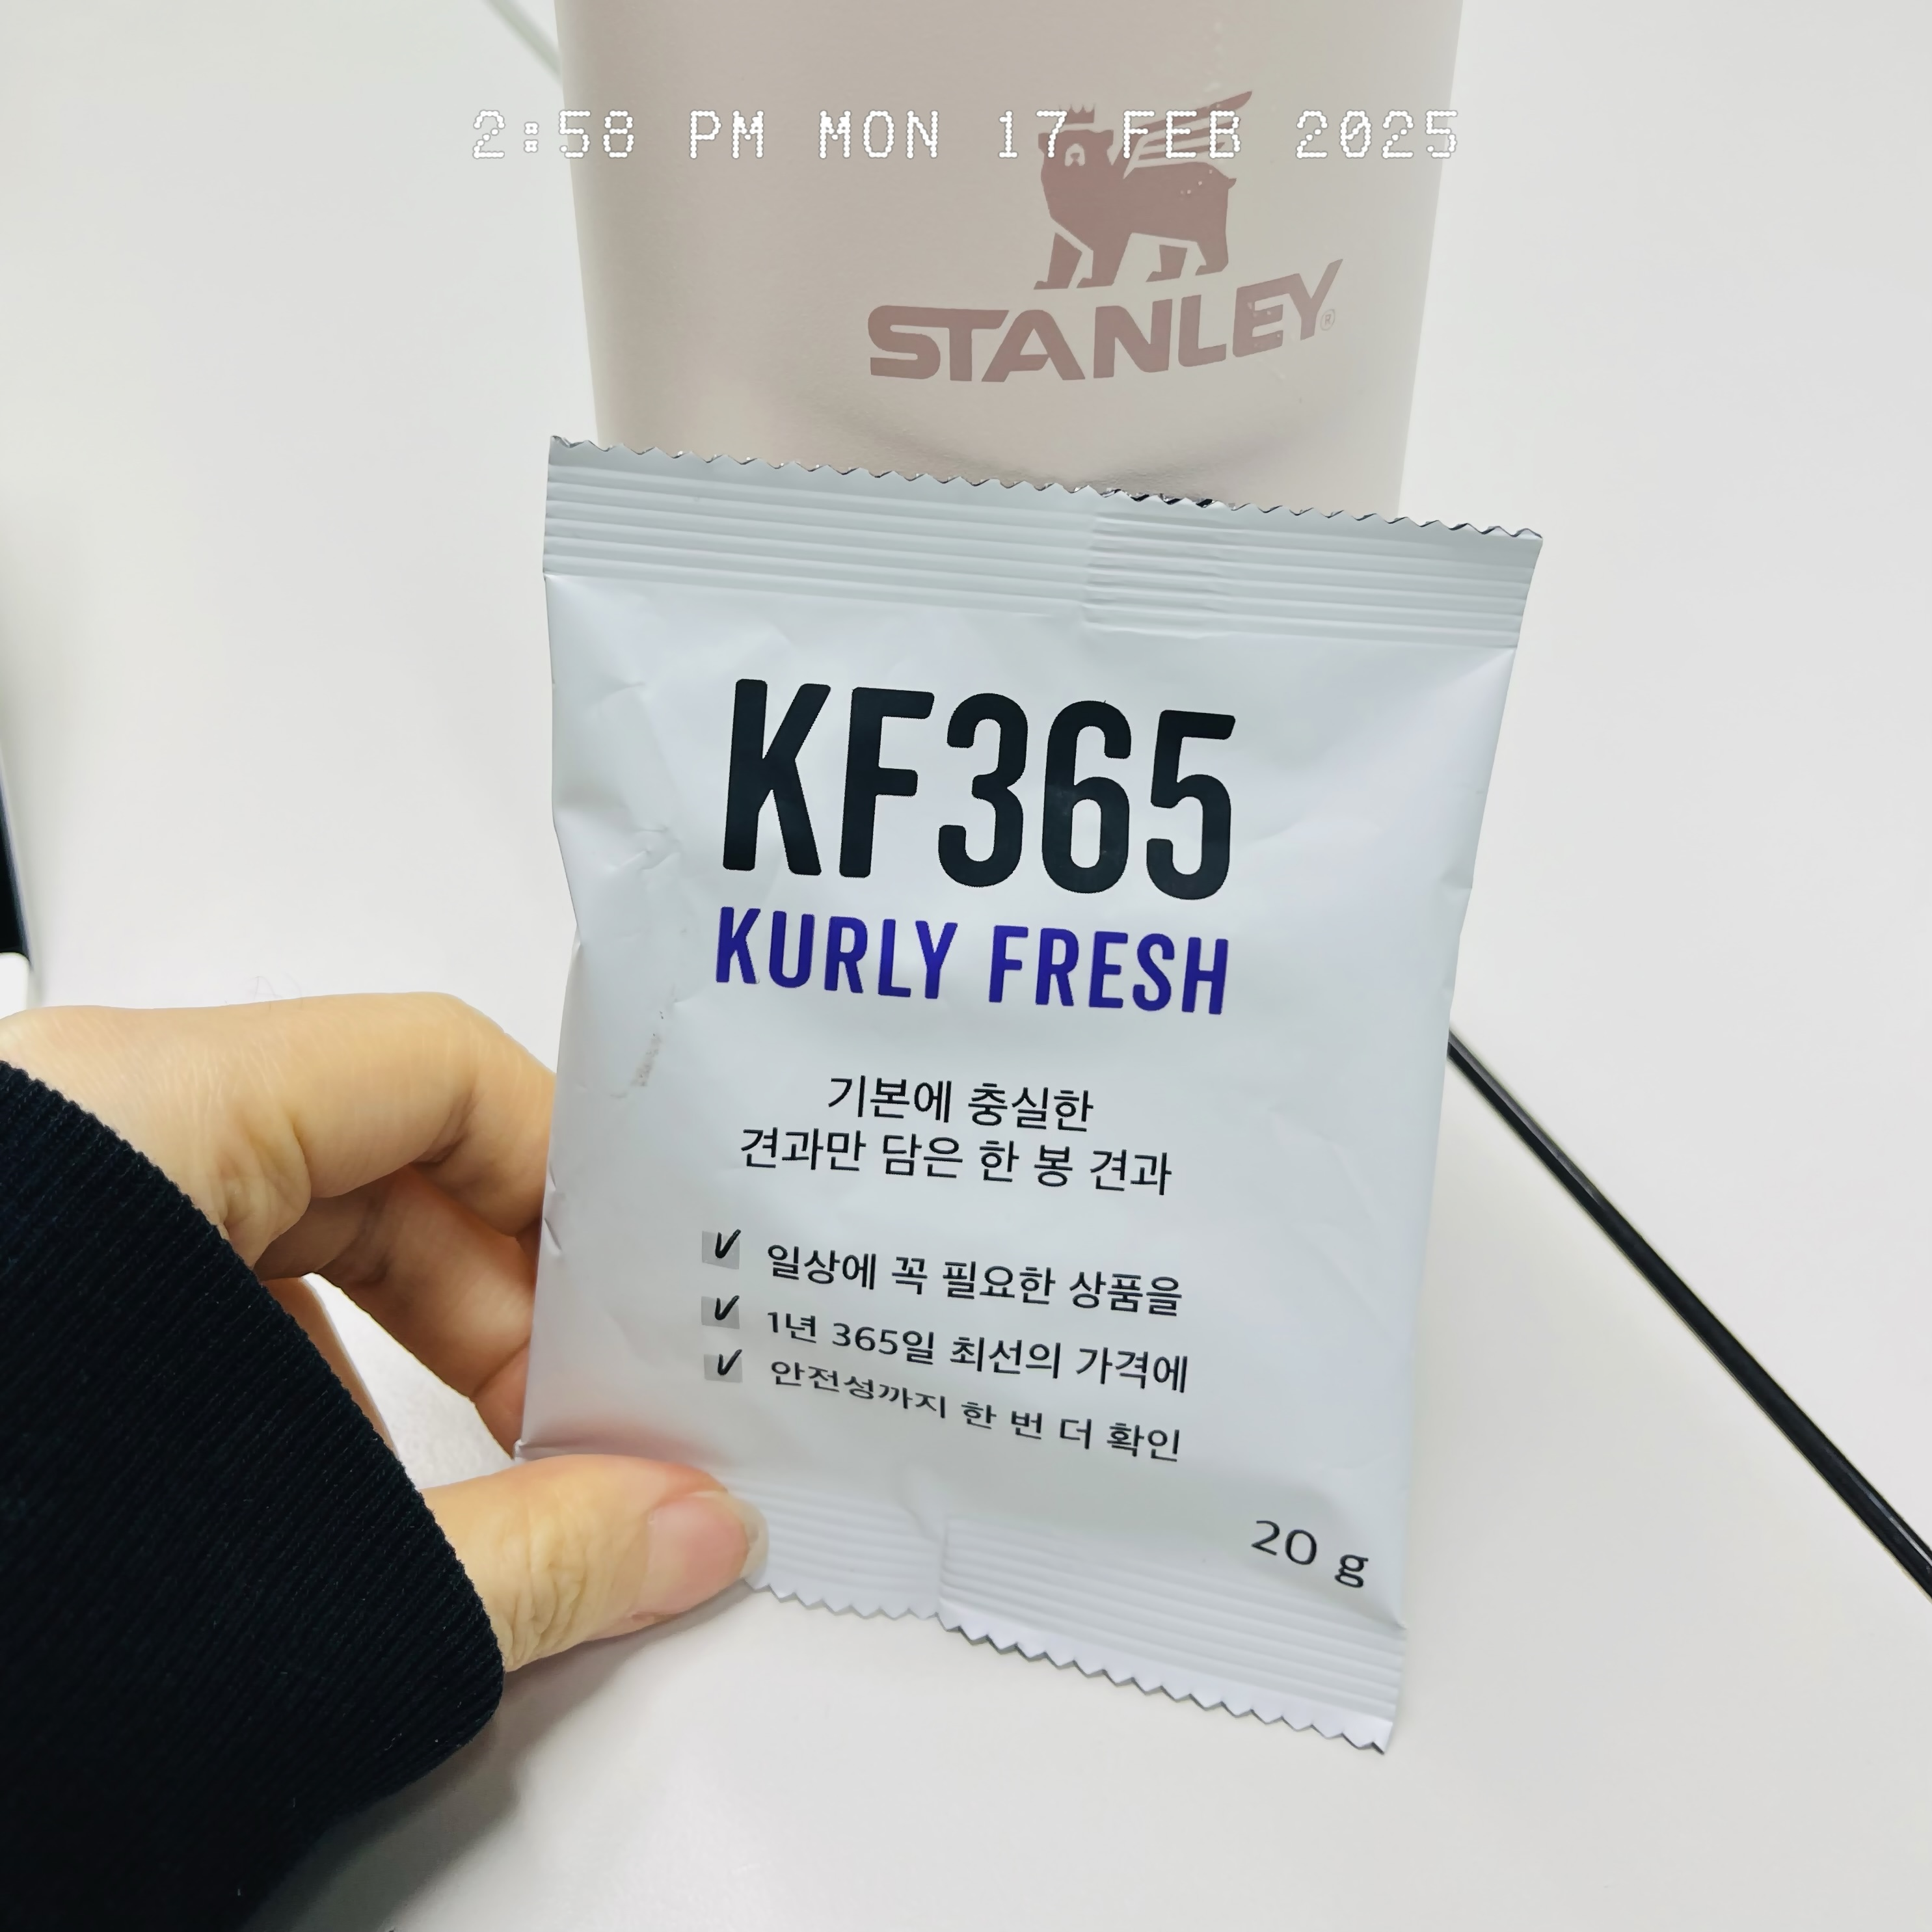 2:58 PM MON 17 FEB 2025
STANLEY®
KF365
KURLY FRESH
기본에 충실한
견과만 담은 한 봉 견과
✓ 일상에 꼭 필요한 상품을
✓ 1년 365일 최선의 가격에
✓ 안전성까지 한 번 더 확인
20 g